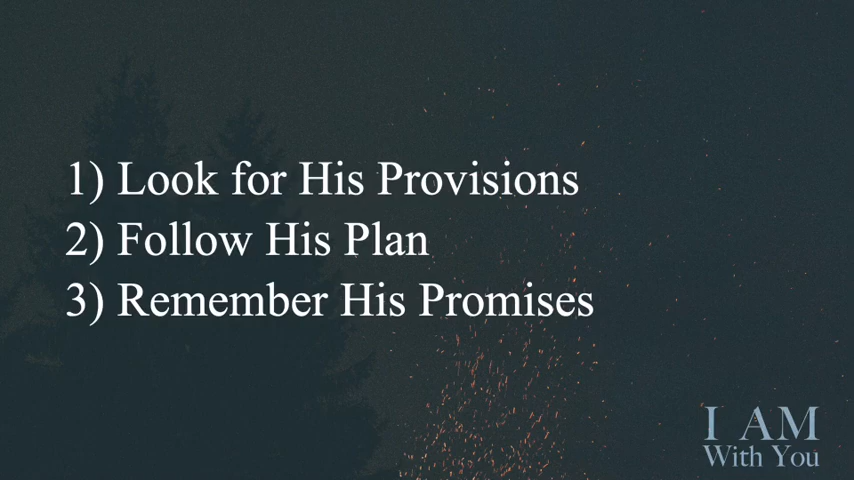 1) Look for His Provisions
2) Follow His Plan
3) Remember His Promises
I AM
With You